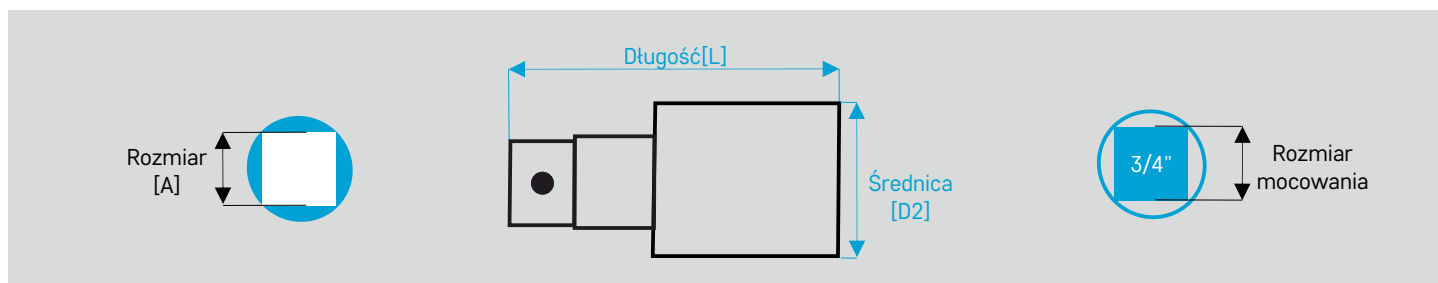 Długość[L]
Rozmiar
[A]
Średnica
[D2]
3/4"
Rozmiar
mocowania